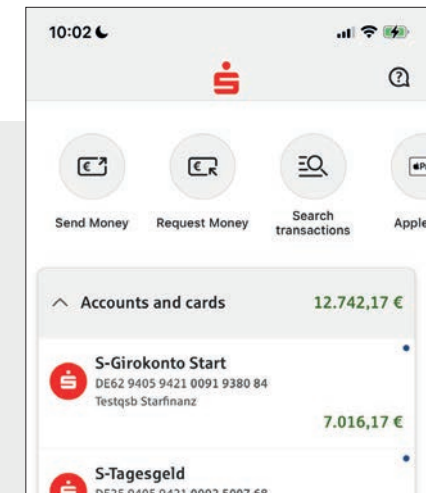 10:02
Send Money
Request Money
Search
transactions
Apple
Accounts and cards 12.742,17 €
S-Girokonto Start
DE62 9405 9421 0091 9380 84
Testqsb Starfinanz
7.016,17 €
S-Tagesgeld